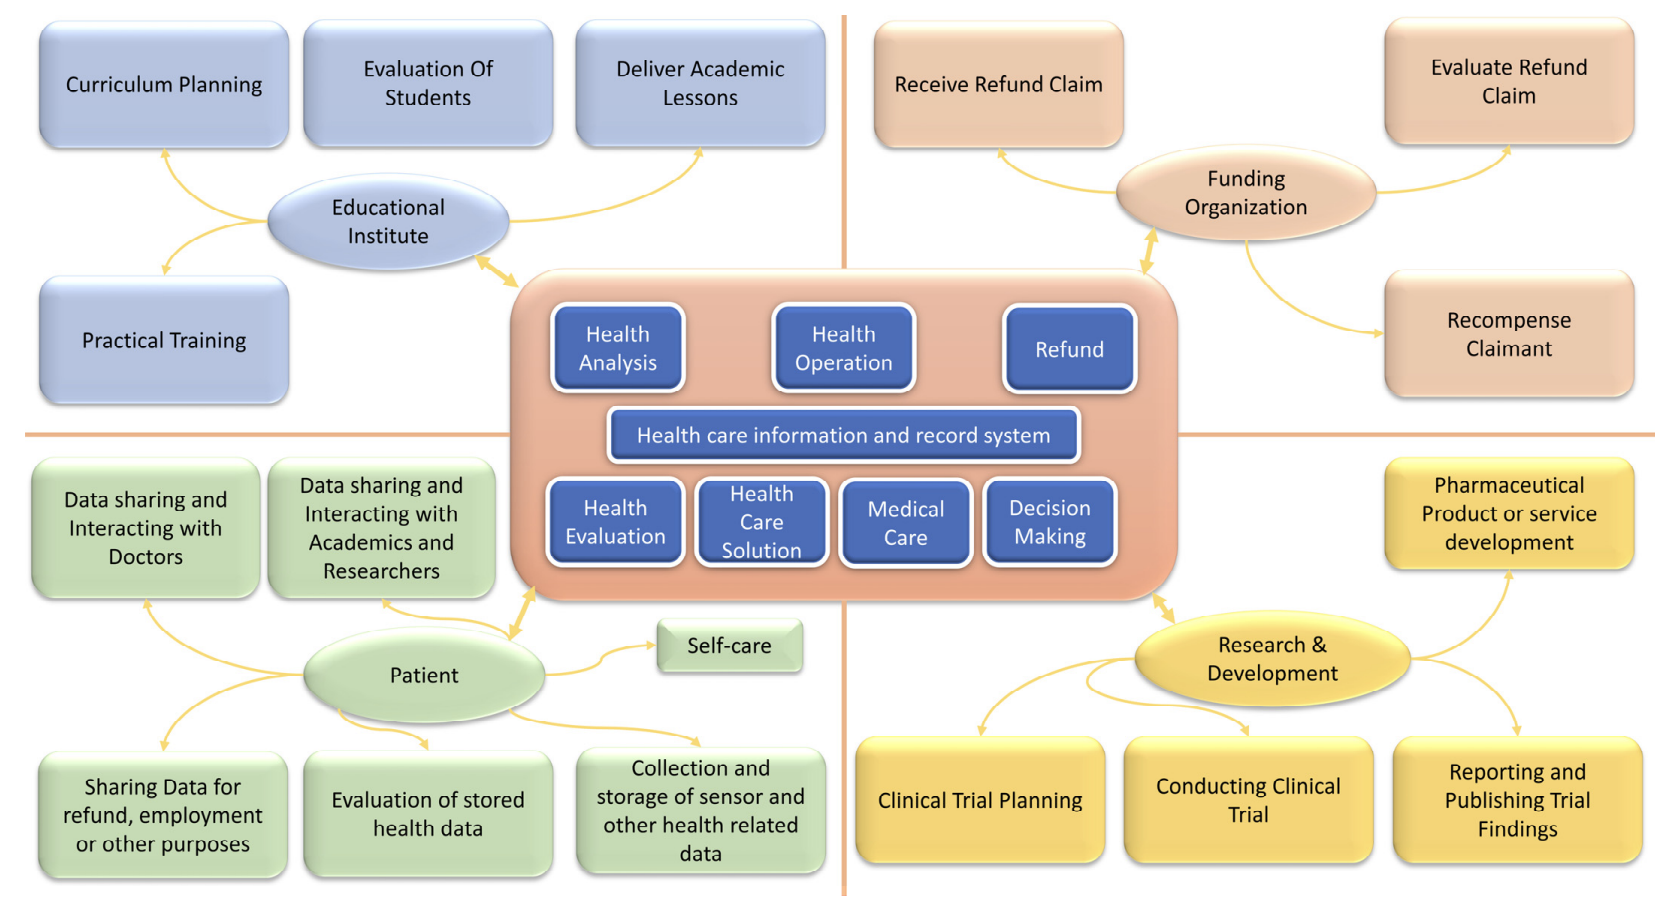 Curriculum Planning
Evaluation Of
Students
Deliver Academic
Lessons
Educational
Institute
Practical Training
Receive Refund Claim
Evaluate Refund
Claim
Funding
Organization
Recompense
Claimant
Health
Analysis
Health
Operation
Refund
Health care information and record system
Health
Evaluation
Health
Care
Solution
Medical
Care
Decision
Making
Data sharing and
Interacting with
Doctors
Data sharing and
Interacting with
Academics and
Researchers
Self-care
Patient
Sharing Data for
refund, employment
or other purposes
Evaluation of stored
health data
Collection and
storage of sensor and
other health related
data
Pharmaceutical
Product or service
development
Research &
Development
Clinical Trial Planning
Conducting Clinical
Trial
Reporting and
Publishing Trial
Findings